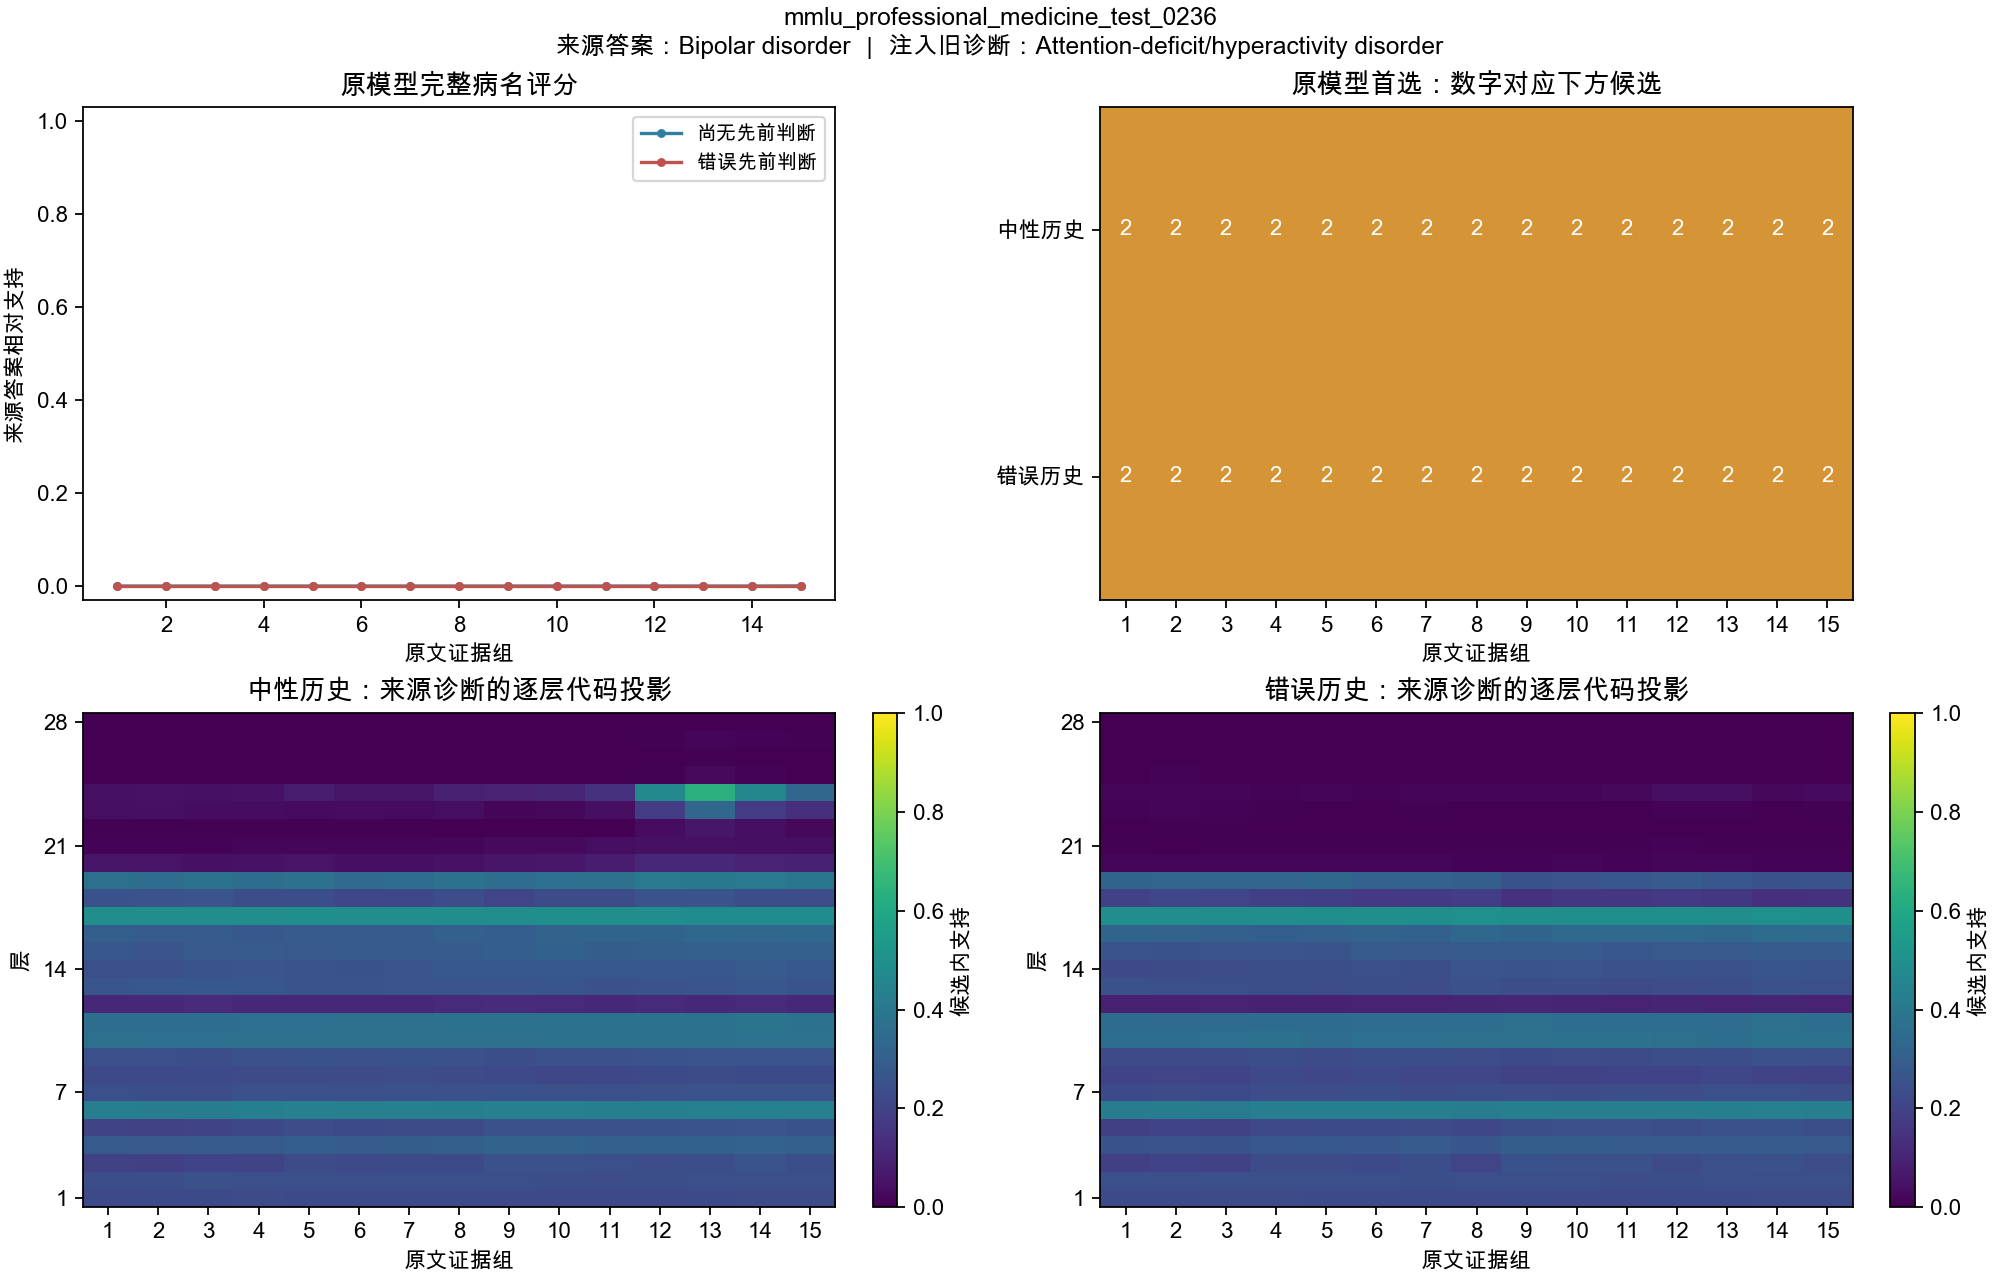 mmlu_professional_medicine_test_0236
来源答案：Bipolar disorder | 注入旧诊断：Attention-deficit/hyperactivity disorder
原模型完整病名评分
1.0
0.8
0.6
0.4
0.2
0.0
来源答案相对支持
尚无先前判断
错误先前判断
2 4 6 8 10 12 14
原文证据组
原模型首选：数字对应下方候选
中性历史
2 2 2 2 2 2 2 2 2 2 2 2 2 2 2
错误历史
2 2 2 2 2 2 2 2 2 2 2 2 2 2 2
1 2 3 4 5 6 7 8 9 10 11 12 13 14 15
原文证据组
中性历史：来源诊断的逐层代码投影
28
21
14
7
1
层
1 2 3 4 5 6 7 8 9 10 11 12 13 14 15
原文证据组
1.0
0.8
0.6
0.4
0.2
0.0
候选内支持
错误历史：来源诊断的逐层代码投影
28
21
14
7
1
层
1 2 3 4 5 6 7 8 9 10 11 12 13 14 15
原文证据组
1.0
0.8
0.6
0.4
0.2
0.0
候选内支持